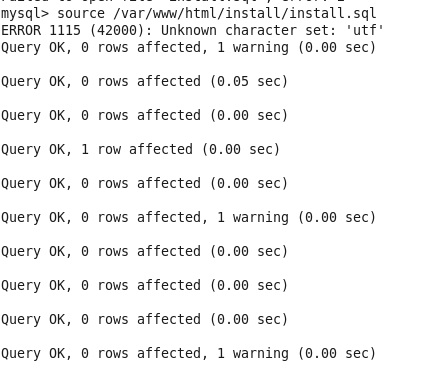 mysql> source /var/www/html/install/install.sql
ERROR 1115 (42000): Unknown character set: 'utf'
Query OK, 0 rows affected, 1 warning (0.00 sec)
Query OK, 0 rows affected (0.05 sec)
Query OK, 0 rows affected (0.00 sec)
Query OK, 1 row affected (0.00 sec)
Query OK, 0 rows affected (0.00 sec)
Query OK, 0 rows affected, 1 warning (0.00 sec)
Query OK, 0 rows affected (0.00 sec)
Query OK, 0 rows affected (0.00 sec)
Query OK, 0 rows affected (0.00 sec)
Query OK, 0 rows affected, 1 warning (0.00 sec)